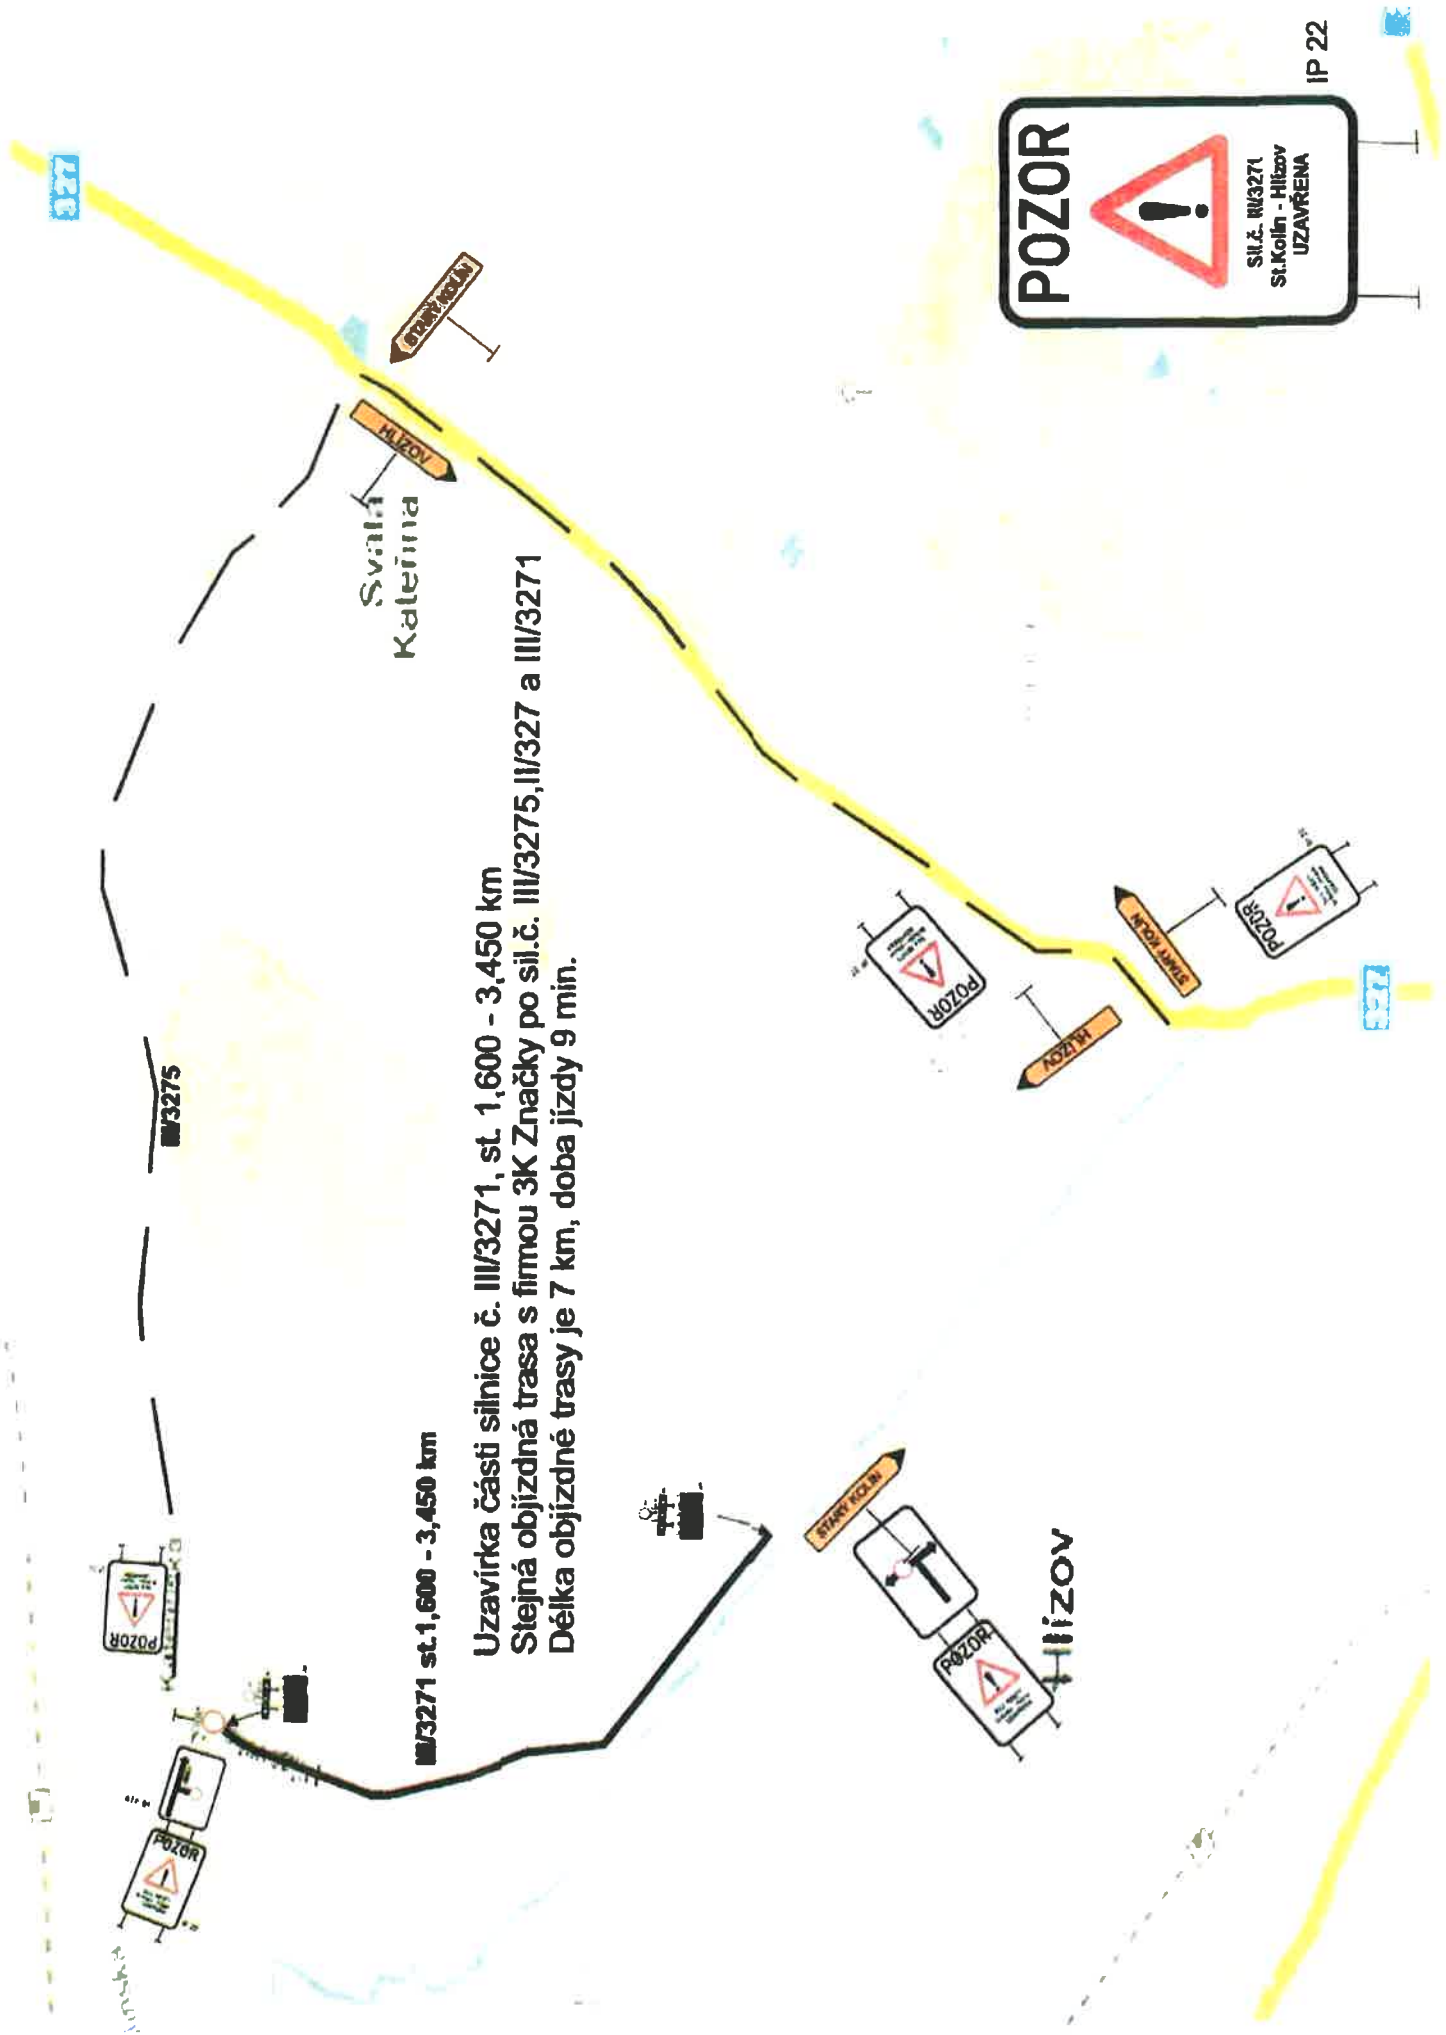 327
STARÝ KOLÍN
HLÍZOV
Svatá
Kateřina
III/3275
III/3271 st.1,600 - 3,450 km
Uzavírka části silnice č. III/3271, st. 1,600 - 3,450 km
Stejná objízdná trasa s firmou 3K Značky po sil.č. III/3275,II/327 a III/3271
Délka objízdné trasy je 7 km, doba jízdy 9 min.
POZOR
POZOR
POZOR
STARÝ KOLÍN
POZOR
lízov
POZOR
HLÍZOV
STARÝ KOLÍN
POZOR
327
POZOR
Sil.č. III/3271
St.Kolín - Hlízov
UZAVŘENA
IP 22